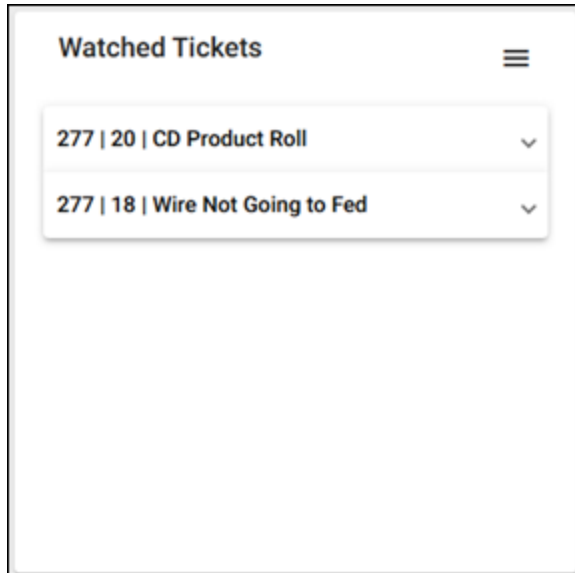 Watched Tickets
277 | 20 | CD Product Roll
277 | 18 | Wire Not Going to Fed